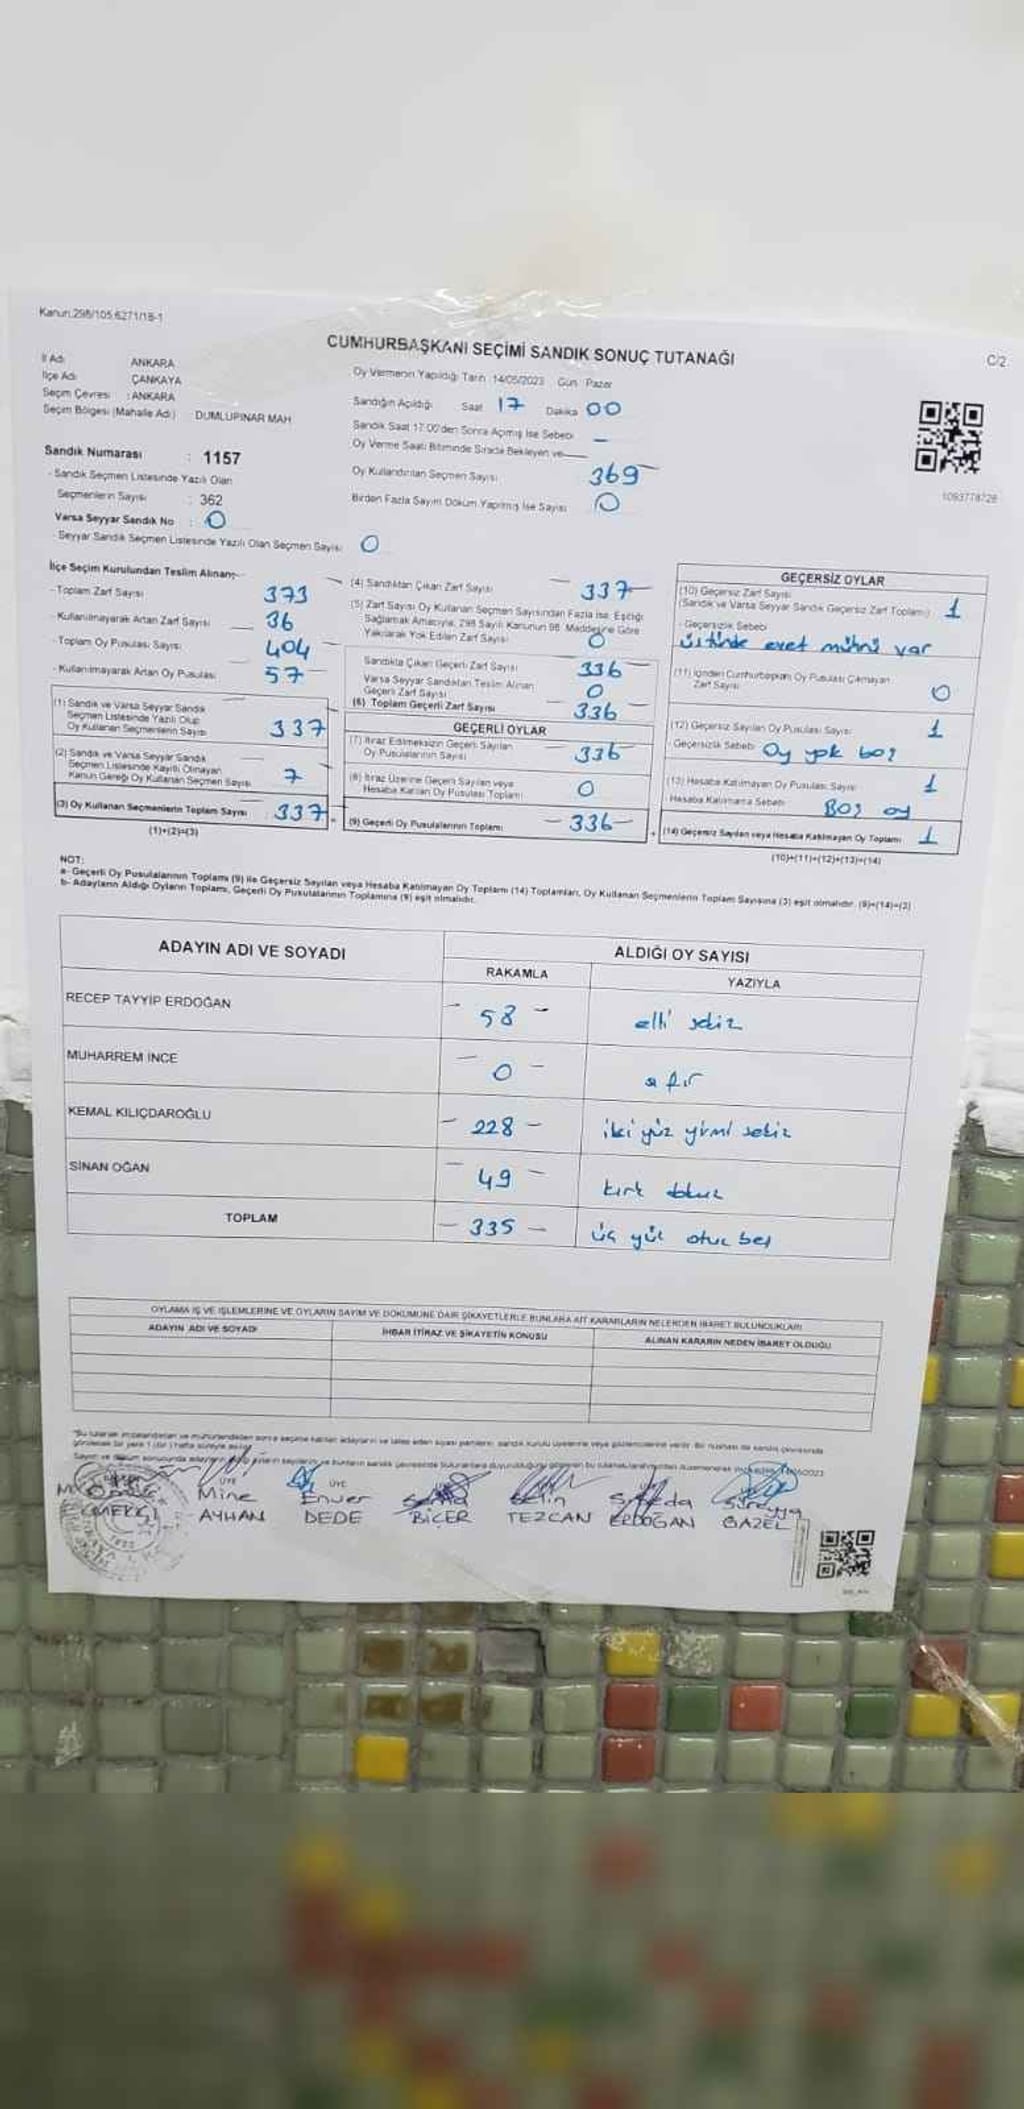 Kanun:298/105,6271/18-1
CUMHURBAŞKANI SEÇİMİ SANDIK SONUÇ TUTANAĞI
C/2
İl Adı ANKARA
İlçe Adı ÇANKAYA
Seçim Çevresi : ANKARA
Seçim Bölgesi (Mahalle Adı) DUMLUPINAR MAH
Sandık Numarası : 1157
- Sandık Seçmen Listesinde Yazılı Olan
Seçmenlerin Sayısı : 362
Varsa Seyyar Sandık No : 0
- Seyyar Sandık Seçmen Listesinde Yazılı Olan Seçmen Sayısı 0
Oy Vermenin Yapıldığı Tarih 14/05/2023 Gün Pazar
Sandığın Açıldığı Saat 17 Dakika 00
Sandık Saat 17:00'den Sonra Açımış İse Sebebi –
Oy Verme Saati Bitiminde Sırada Bekleyen ve
Oy Kullandırılan Seçmen Sayısı 369
Birden Fazla Sayım Döküm Yapılmış İse Sayısı 0
1093778728
İlçe Seçim Kurulundan Teslim Alınan;
- Toplam Zarf Sayısı 373
- Kullanılmayarak Artan Zarf Sayısı 36
- Toplam Oy Pusulası Sayısı 404
- Kullanılmayarak Artan Oy Pusulası 57
(1) Sandık ve Varsa Seyyar Sandık
Seçmen Listesinde Yazılı Olup
Oy Kullanan Seçmenlerin Sayısı 337
(2) Sandık ve Varsa Seyyar Sandık
Seçmen Listesinde Kayıtlı Olmayan
Kanun Gereği Oy Kullanan Seçmen Sayısı 7
(3) Oy Kullanan Seçmenlerin Toplam Sayısı : 337
(1)+(2)=(3)
(4) Sandıktan Çıkan Zarf Sayısı – 337 –
(5) Zarf Sayısı Oy Kullanan Seçmen Sayısından Fazla İse, Eşitliği
Sağlamak Amacıyla, 298 Sayılı Kanunun 98. Maddesine Göre
Yakılarak Yok Edilen Zarf Sayısı 0
Sandıkta Çıkan Geçerli Zarf Sayısı 336
Varsa Seyyar Sandıktan Teslim Alınan
Geçerli Zarf Sayısı 0
(6) Toplam Geçerli Zarf Sayısı – 336
GEÇERLİ OYLAR
(7) İtiraz Edilmeksizin Geçerli Sayılan
Oy Pusulalarının Sayısı 336
(8) İtiraz Üzerine Geçerli Sayılan veya
Hesaba Katılan Oy Pusulası Toplamı 0
(9) Geçerli Oy Pusulalarının Toplamı – 336 –
GEÇERSİZ OYLAR
(10) Geçersiz Zarf Sayısı
(Sandık ve Varsa Seyyar Sandık Geçersiz Zarf Toplamı) 1
- Geçersizlik Sebebi
üstünde evet mührü var
(11) İçinden Cumhurbaşkanı Oy Pusulası Çıkmayan
Zarf Sayısı 0
(12) Geçersiz Sayılan Oy Pusulası Sayısı 1
Geçersizlik Sebebi Oy yok boş
(13) Hesaba Katılmayan Oy Pusulası Sayısı 1
Hesaba Katılmama Sebebi Boş oy
(14) Geçersiz Sayılan veya Hesaba Katılmayan Oy Toplamı 1
(10)+(11)+(12)+(13)=(14)
NOT:
a- Geçerli Oy Pusulalarının Toplamı (9) ile Geçersiz Sayılan veya Hesaba Katılmayan Oy Toplamı (14) Toplamları, Oy Kullanan Seçmenlerin Toplam Sayısına (3) eşit olmalıdır. (9)+(14)=(3)
b- Adayların Aldığı Oyların Toplamı, Geçerli Oy Pusulalarının Toplamına (9) eşit olmalıdır.
ADAYIN ADI VE SOYADI ALDIĞI OY SAYISI
RAKAMLA YAZIYLA
RECEP TAYYİP ERDOĞAN – 58 – elli sekiz
MUHARREM İNCE – 0 – sıfır
KEMAL KILIÇDAROĞLU – 228 – iki yüz yirmi sekiz
SİNAN OĞAN – 49 – kırk dokuz
TOPLAM – 335 – üç yüz otuz beş
OYLAMA İŞ VE İŞLEMLERİNE VE OYLARIN SAYIM VE DÖKÜMÜNE DAİR ŞİKAYETLERLE BUNLARA AİT KARARLARIN NELERDEN İBARET BULUNDUKLARI
ADAYIN ADI VE SOYADI İHBAR İTİRAZ VE ŞİKAYETİN KONUSU ALINAN KARARIN NEDEN İBARET OLDUĞU
ÜYE ÜYE
Mine Enver Selin Süreyya
AYHAN DEDE BİÇER TEZCAN ERDOĞAN GAZEL